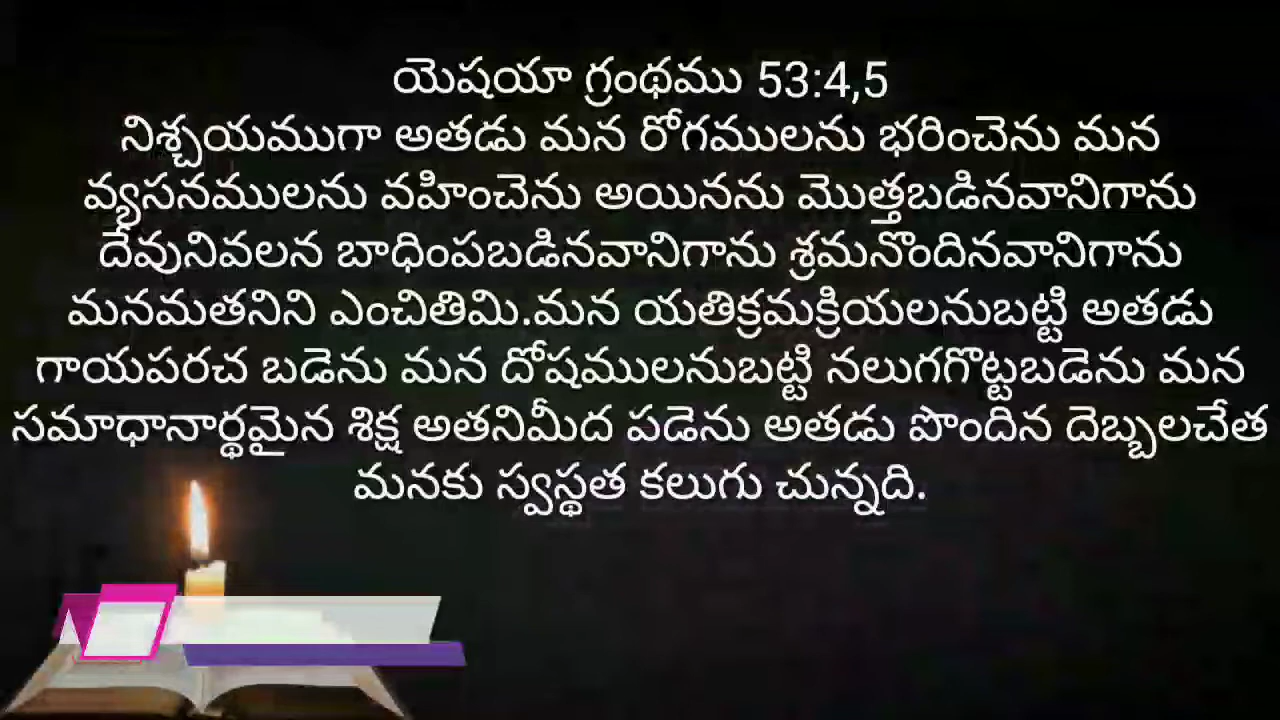 యెషయా గ్రంథము 53:4,5
నిశ్చయముగా అతడు మన రోగములను భరించెను మన
వ్యసనములను వహించెను అయినను మొత్తబడినవానిగాను
దేవునివలన బాధింపబడినవానిగాను శ్రమనొందినవానిగాను
మనమతనిని ఎంచితిమి.మన యతిక్రమక్రియలనుబట్టి అతడు
గాయపరచ బడెను మన దోషములనుబట్టి నలుగగొట్టబడెను మన
సమాధానార్థమైన శిక్ష అతనిమీద పడెను అతడు పొందిన దెబ్బలచేత
మనకు స్వస్థత కలుగు చున్నది.